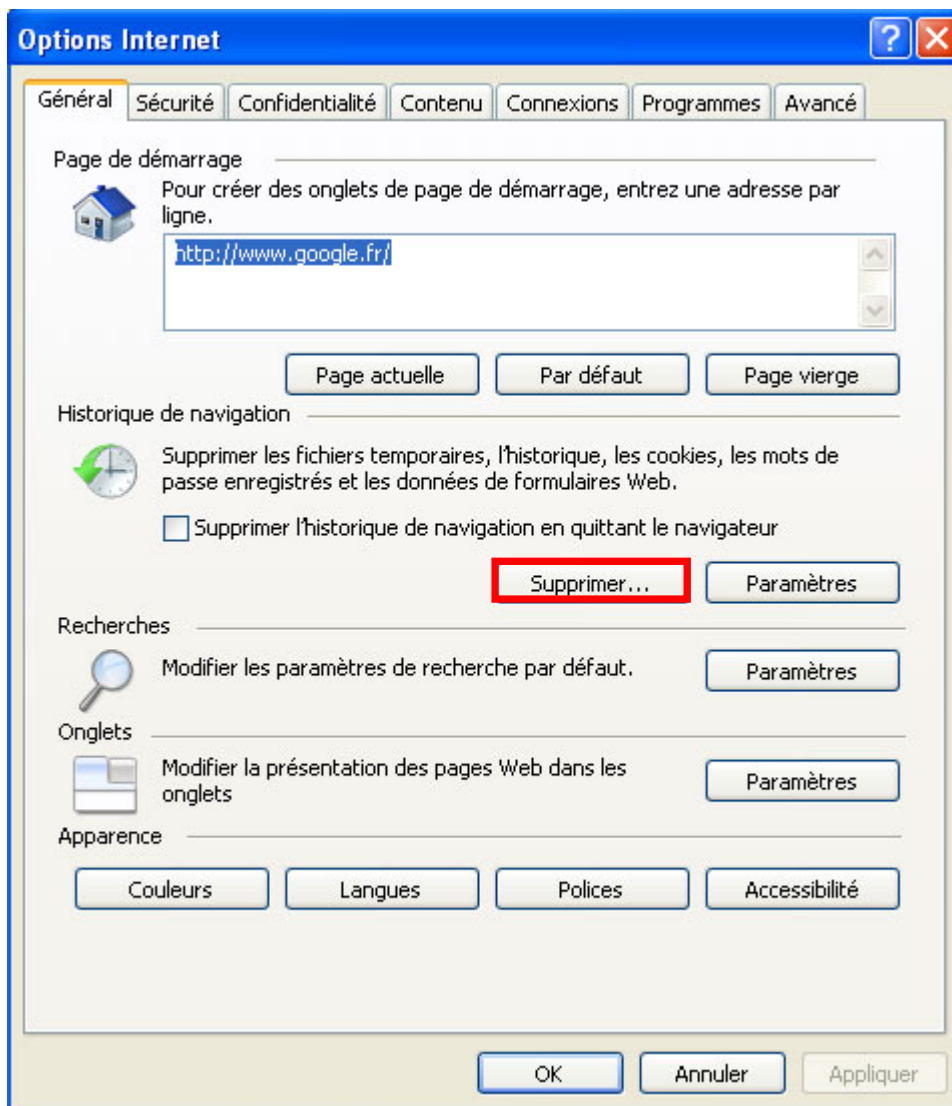 Options Internet
Général Sécurité Confidentialité Contenu Connexions Programmes Avancé
Page de démarrage
Pour créer des onglets de page de démarrage, entrez une adresse par
ligne.
http://www.google.fr/
Page actuelle Par défaut Page vierge
Historique de navigation
Supprimer les fichiers temporaires, l'historique, les cookies, les mots de
passe enregistrés et les données de formulaires Web.
Supprimer l'historique de navigation en quittant le navigateur
Supprimer... Paramètres
Recherches
Modifier les paramètres de recherche par défaut. Paramètres
Onglets
Modifier la présentation des pages Web dans les
onglets
Paramètres
Apparence
Couleurs Langues Polices Accessibilité
OK Annuler Appliquer